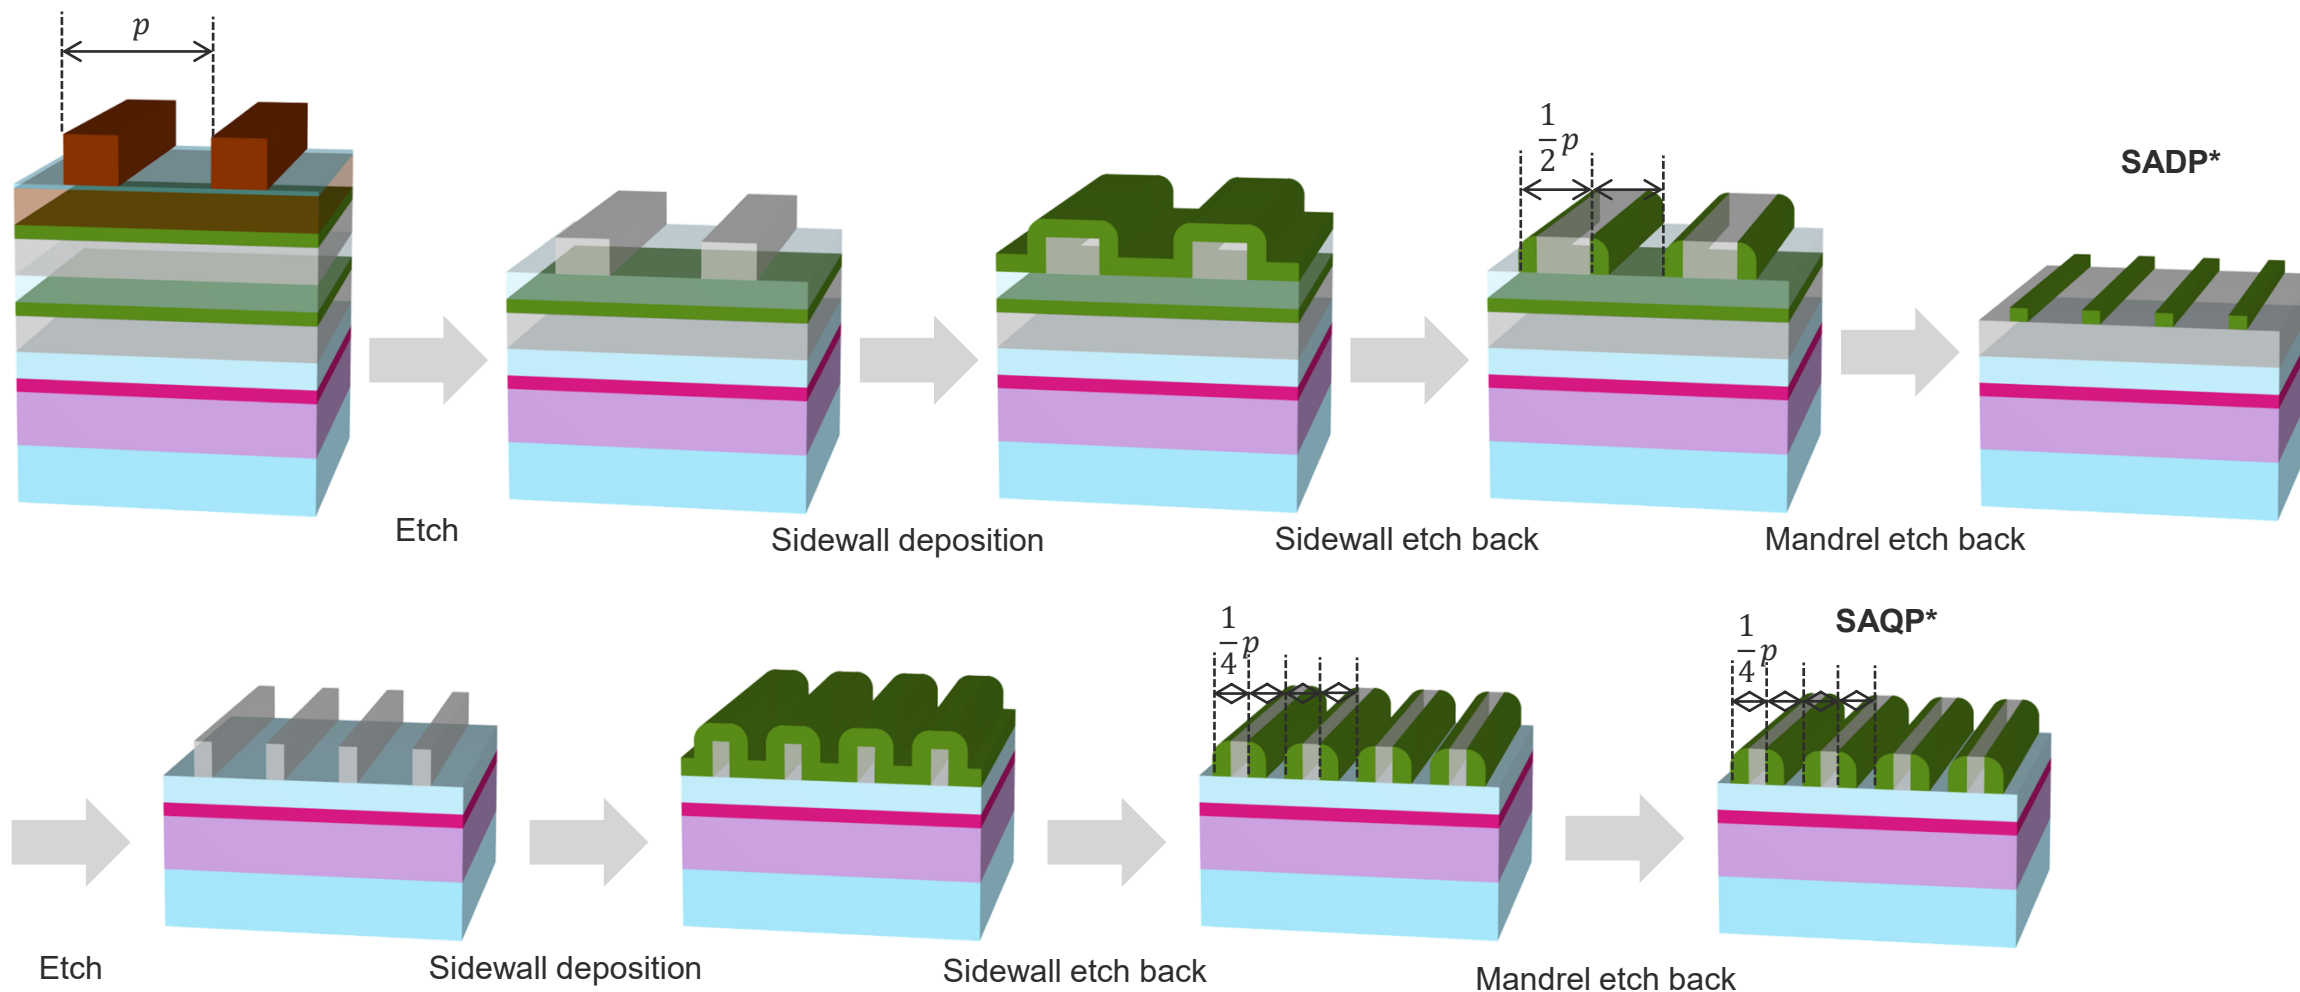 p
1/2 p
SADP*
Etch
Sidewall deposition
Sidewall etch back
Mandrel etch back
1/4 p
1/4 p
SAQP*
Etch
Sidewall deposition
Sidewall etch back
Mandrel etch back